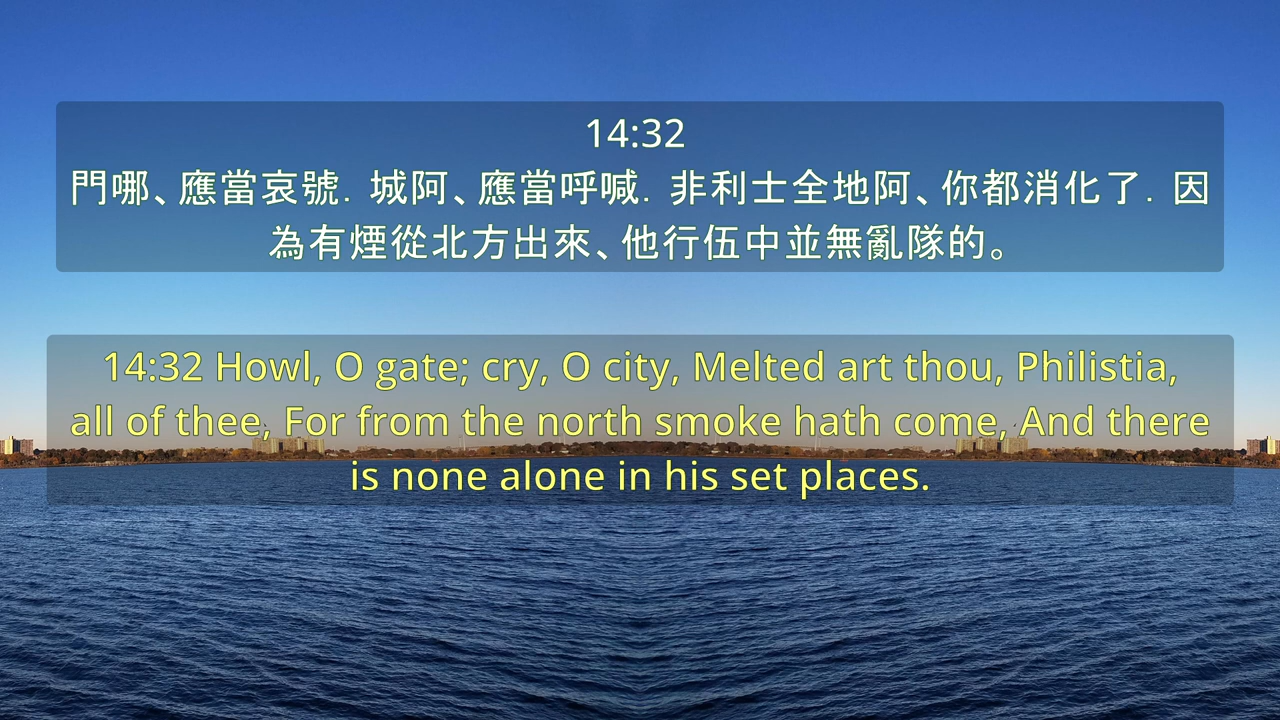 14:32
門哪、應當哀號．城阿、應當呼喊．非利士全地阿、你都消化了．因
為有煙從北方出來、他行伍中並無亂隊的。
14:32 Howl, O gate; cry, O city, Melted art thou, Philistia,
all of thee, For from the north smoke hath come, And there
is none alone in his set places.